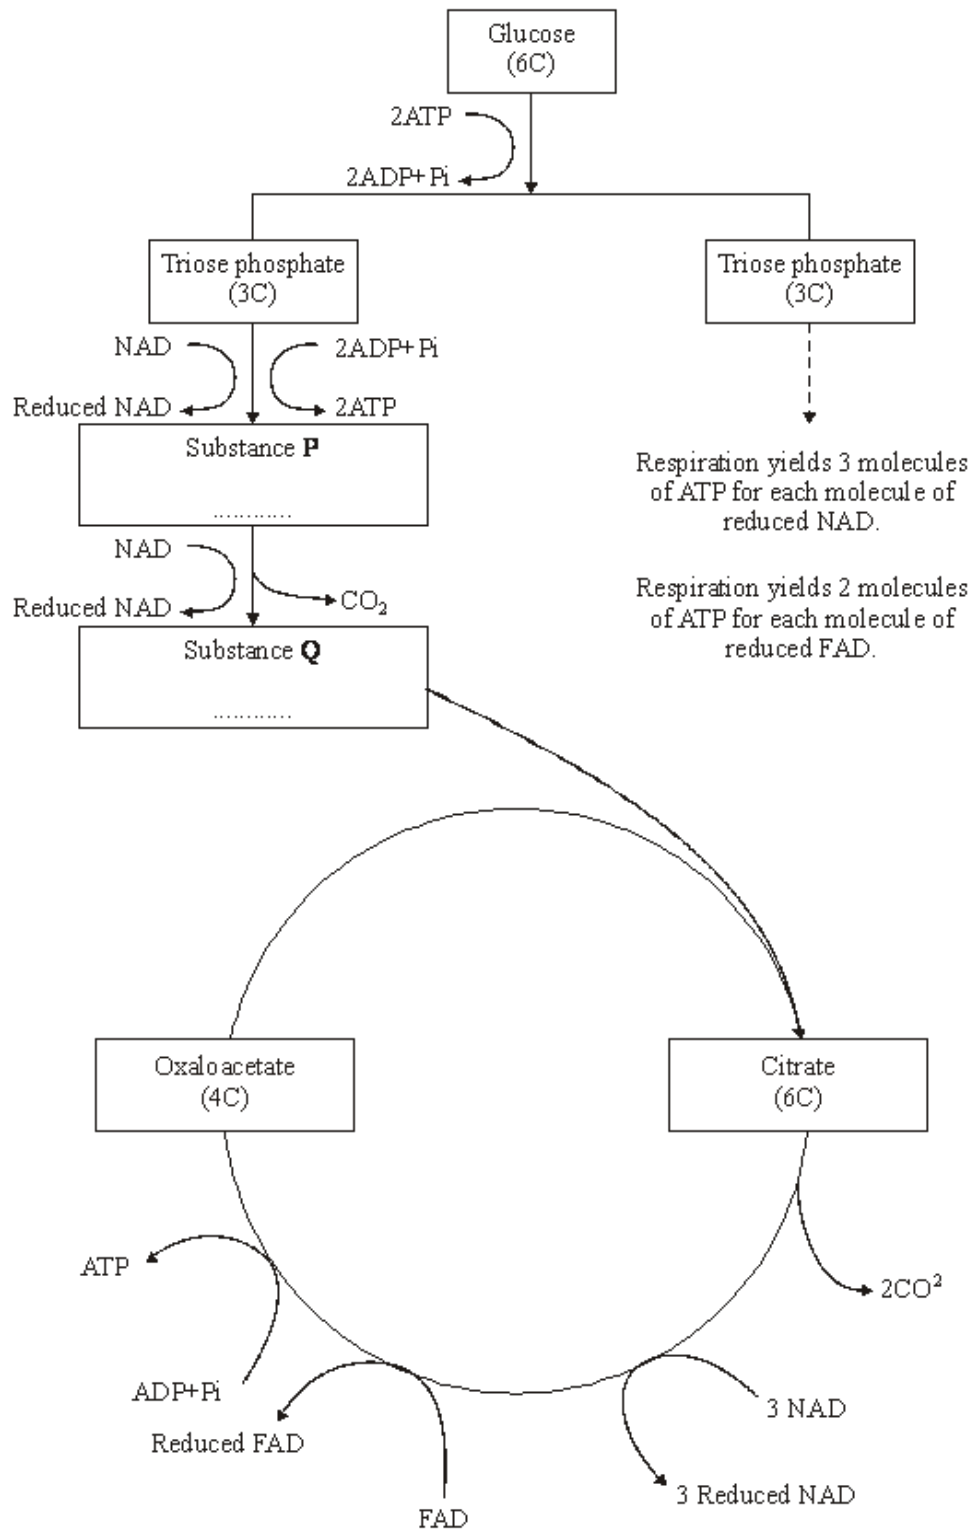 Glucose
(6C)
2ATP
2ADP+ Pi
Triose phosphate
(3C)
Triose phosphate
(3C)
NAD
2ADP+ Pi
Reduced NAD
2ATP
Substance P
............
Respiration yields 3 molecules
of ATP for each molecule of
reduced NAD.
NAD
Reduced NAD
CO₂
Respiration yields 2 molecules
of ATP for each molecule of
reduced FAD.
Substance Q
............
Oxaloacetate
(4C)
Citrate
(6C)
ATP
2CO²
ADP+Pi
3 NAD
Reduced FAD
3 Reduced NAD
FAD